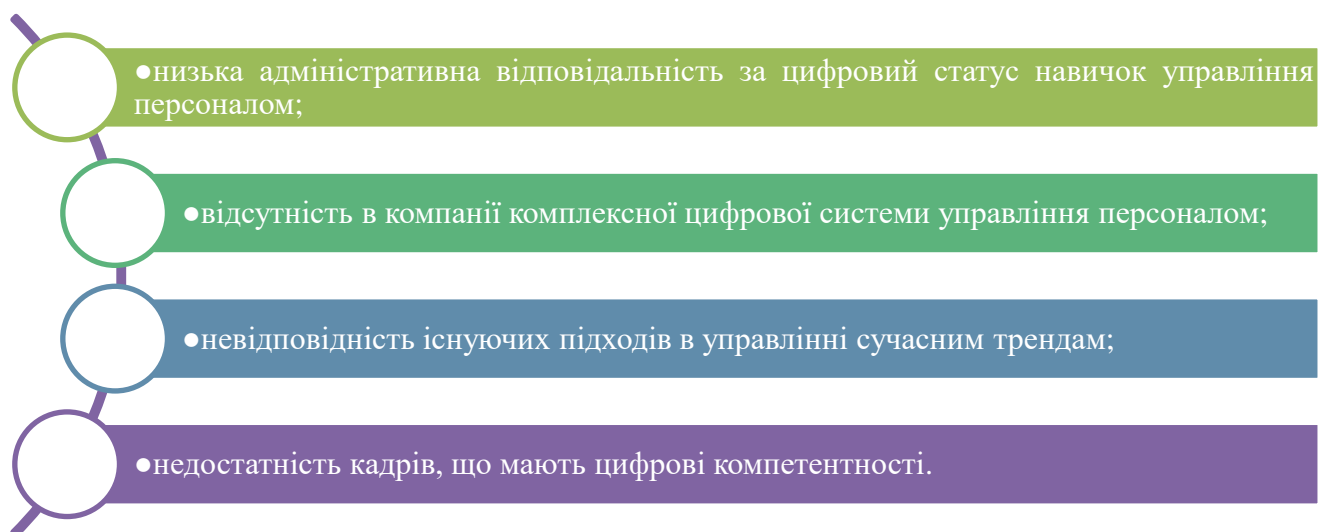 ●низька адміністративна відповідальність за цифровий статус навичок управління
персоналом;
●відсутність в компанії комплексної цифрової системи управління персоналом;
●невідповідність існуючих підходів в управлінні сучасним трендам;
●недостатність кадрів, що мають цифрові компетентності.